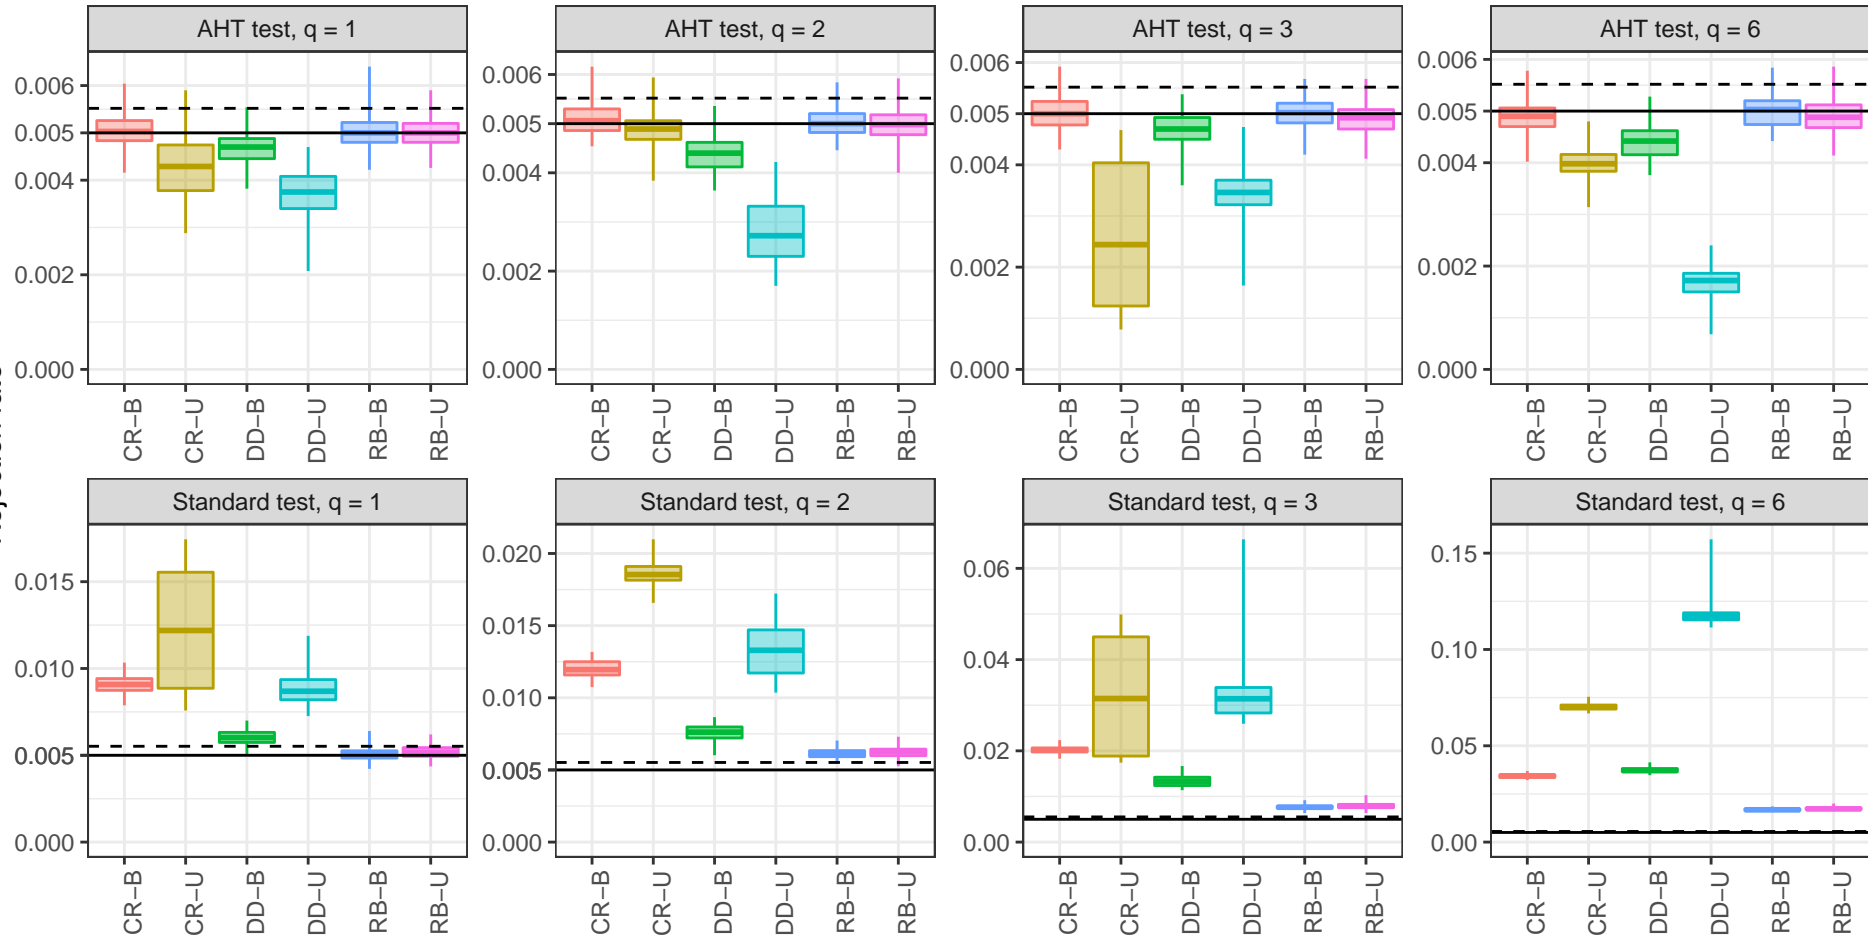 AHT test, q = 1
AHT test, q = 2
AHT test, q = 3
AHT test, q = 6
0.006
0.005
0.004
0.002
0.000
0.006
0.005
0.004
0.002
0.000
0.006
0.005
0.004
0.002
0.000
0.006
0.005
0.004
0.002
0.000
CR−B
CR−U
DD−B
DD−U
RB−B
RB−U
CR−B
CR−U
DD−B
DD−U
RB−B
RB−U
CR−B
CR−U
DD−B
DD−U
RB−B
RB−U
CR−B
CR−U
DD−B
DD−U
RB−B
RB−U
Standard test, q = 1
Standard test, q = 2
Standard test, q = 3
Standard test, q = 6
0.015
0.010
0.005
0.000
0.020
0.015
0.010
0.005
0.000
0.06
0.04
0.02
0.00
0.15
0.10
0.05
0.00
CR−B
CR−U
DD−B
DD−U
RB−B
RB−U
CR−B
CR−U
DD−B
DD−U
RB−B
RB−U
CR−B
CR−U
DD−B
DD−U
RB−B
RB−U
CR−B
CR−U
DD−B
DD−U
RB−B
RB−U